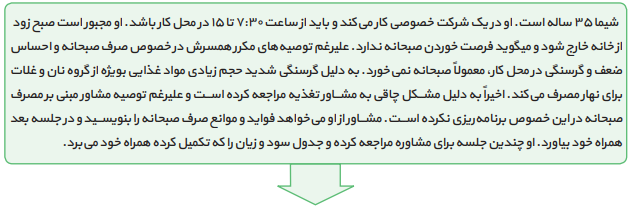 شیما ۳۵ ساله است. او در یک شرکت خصوصی کار می‌کند و باید از ساعت ۷:۳۰ تا ۱۵ در محل کار باشد. او مجبور است صبح زود
از خانه خارج شود و میگوید فرصت خوردن صبحانه ندارد. علیرغم توصیه‌های مکرر همسرش در خصوص صرف صبحانه و احساس
ضعف و گرسنگی در محل کار، معمولاً صبحانه نمی‌خورد. به دلیل گرسنگی شدید حجم زیادی مواد غذایی بویژه از گروه نان و غلات
برای نهار مصرف می‌کند. اخیراً به دلیل مشکل چاقی به مشاور تغذیه مراجعه کرده است و علیرغم توصیه مشاور مبنی بر مصرف
صبحانه در این خصوص برنامه‌ریزی نکرده است. مشاور از او می‌خواهد فواید و موانع صرف صبحانه را بنویسید و در جلسه بعد
همراه خود بیاورد. او چندین جلسه برای مشاوره مراجعه کرده و جدول سود و زیان را که تکمیل کرده همراه خود می‌برد.